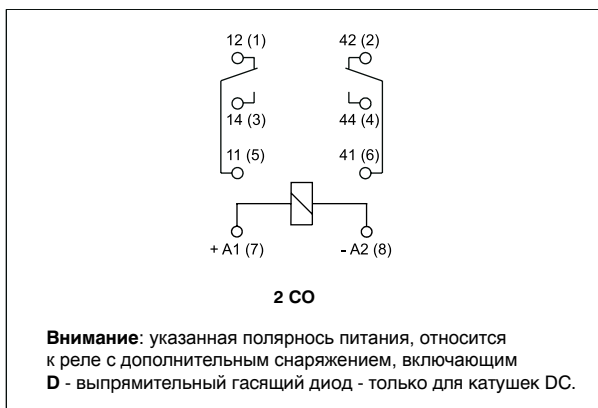 12 (1) 42 (2)
14 (3) 44 (4)
11 (5) 41 (6)
+ A1 (7) - A2 (8)
2 CO
Внимание: указанная полярнось питания, относится
к реле с дополнительным снаряжением, включающим
D - выпрямительный гасящий диод - только для катушек DC.